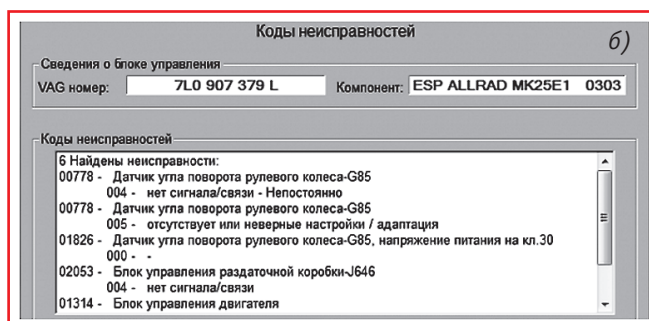 Коды неисправностей
б)
Сведения о блоке управления
VAG номер: 7L0 907 379 L Компонент: ESP ALLRAD MK25E1 0303
Коды неисправностей
6 Найдены неисправности:
00778 - Датчик угла поворота рулевого колеса-G85
004 - нет сигнала/связи - Непостоянно
00778 - Датчик угла поворота рулевого колеса-G85
005 - отсутствует или неверные настройки / адаптация
01826 - Датчик угла поворота рулевого колеса-G85, напряжение питания на кл.30
000 - -
02053 - Блок управления раздаточной коробки-J646
004 - нет сигнала/связи
01314 - Блок управления двигателя